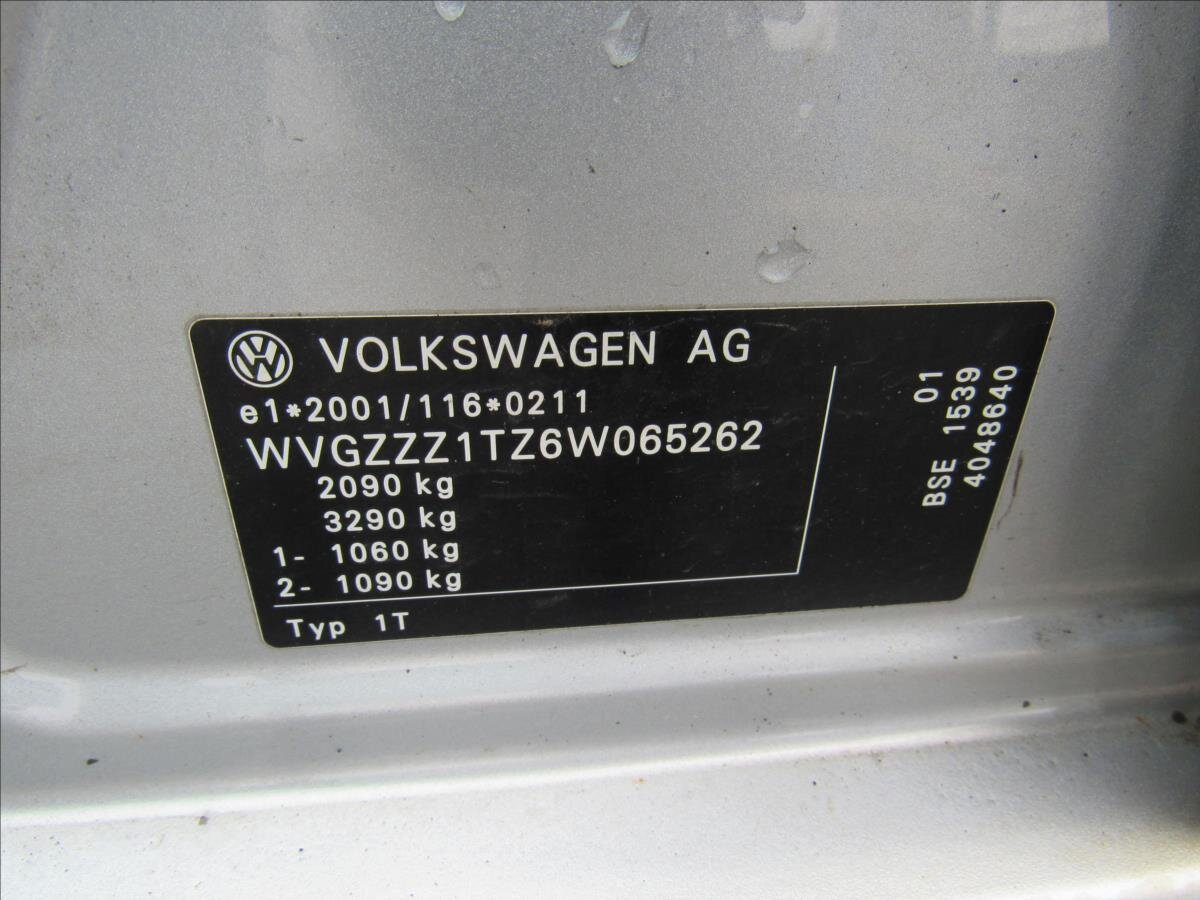 VOLKSWAGEN AG
e1*2001/116*0211
WVGZZZ1TZ6W065262
2090 kg
3290 kg
1- 1060 kg
2- 1090 kg
Typ 1T
01
BSE 1539
4048640